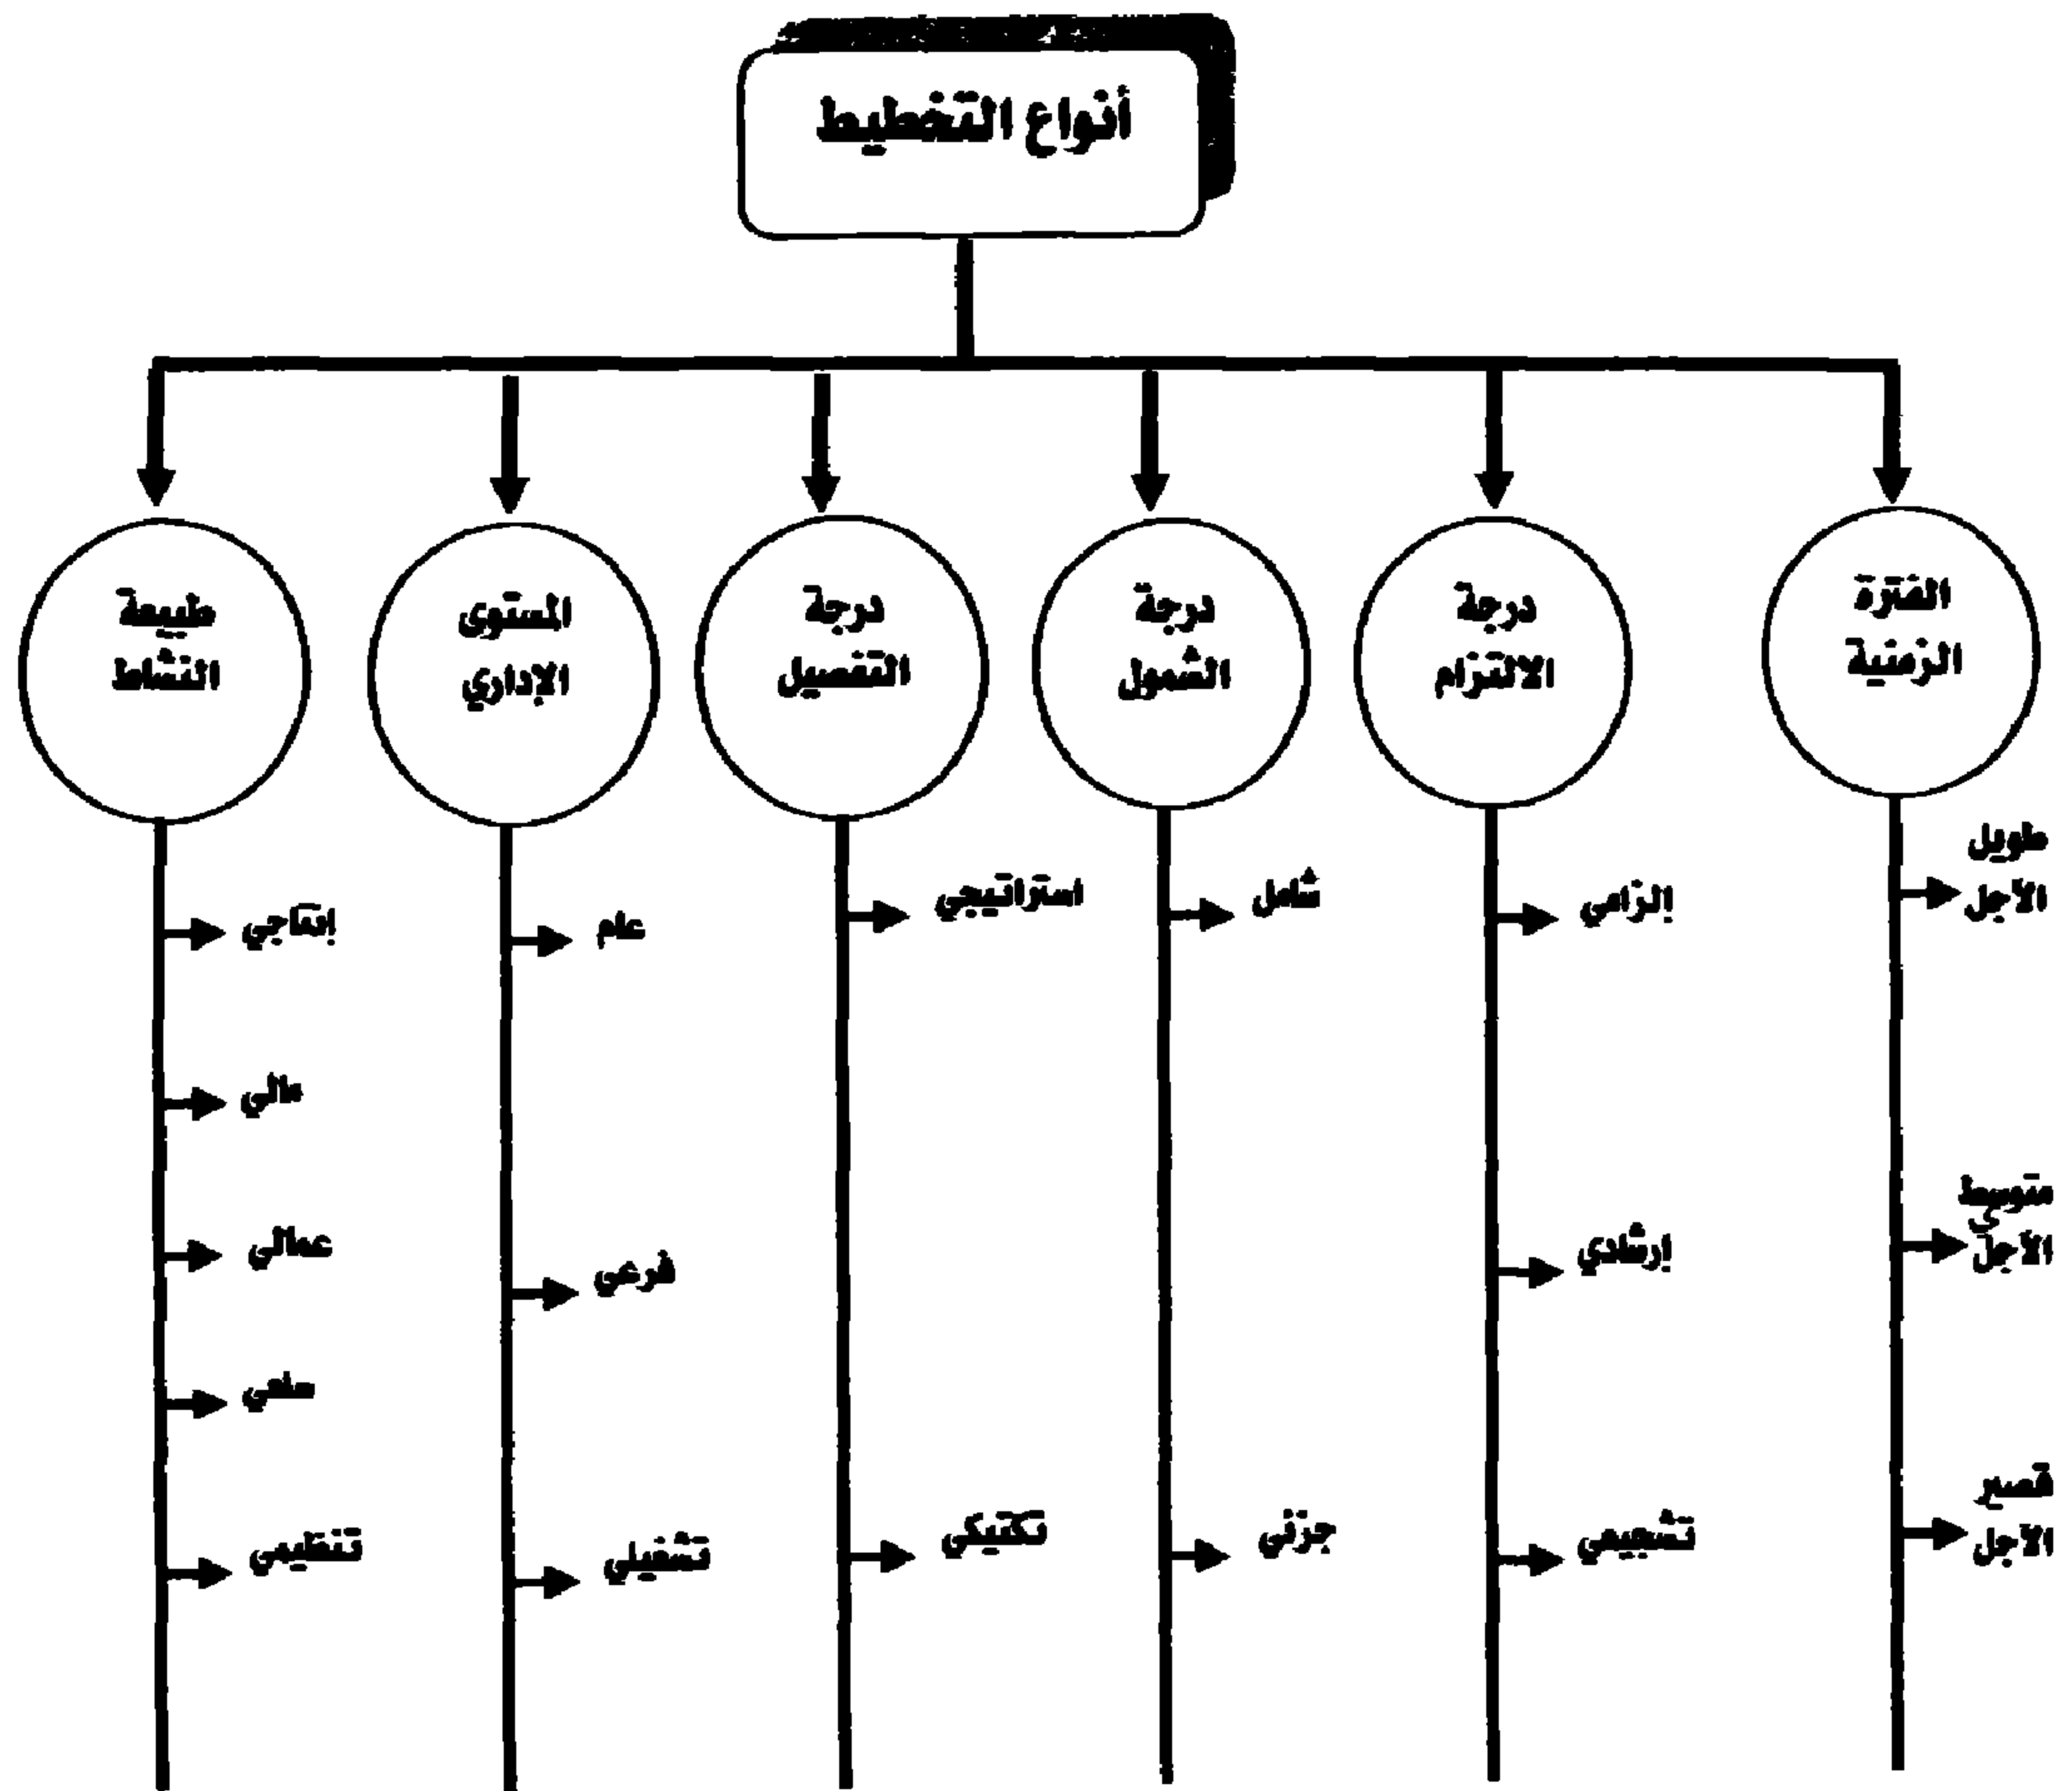 أنواع التخطيط
الفترة
الزمنية
درجة
الالتزام
درجة
الشمول
درجة
التفصيل
المستوى
الإداري
طبيعة
النشاط
طويل
الأجل
متوسط
الأجل
قصير
الأجل
إلزامي
إرشادي
تشجيعي
شامل
جزئي
استراتيجي
تكتيكي
عام
فرعي
تشغيلي
إنتاجي
مالي
عمالي
سلعي
تنظيمي